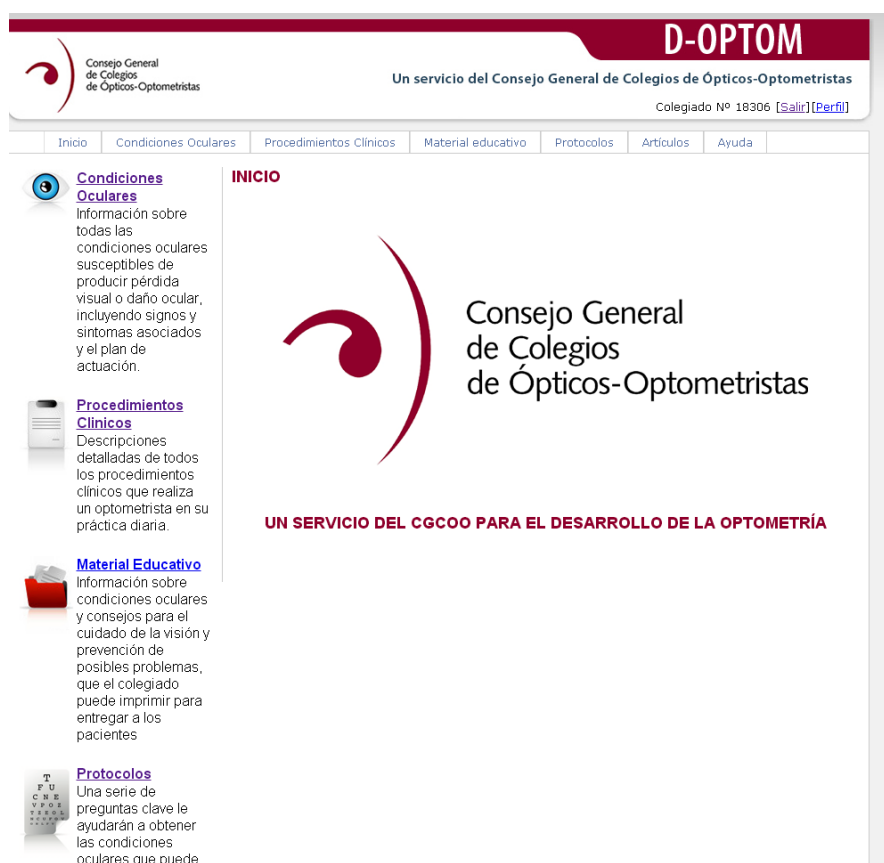 D-OPTOM
Consejo General
de Colegios
de Ópticos-Optometristas
Un servicio del Consejo General de Colegios de Ópticos-Optometristas
Colegiado Nº 18306 [Salir][Perfil]
Inicio Condiciones Oculares Procedimientos Clínicos Material educativo Protocolos Artículos Ayuda
Condiciones
Oculares
Información sobre
todas las
condiciones oculares
susceptibles de
producir pérdida
visual o daño ocular,
incluyendo signos y
sintomas asociados
y el plan de
actuación.
Procedimientos
Clinicos
Descripciones
detalladas de todos
los procedimientos
clínicos que realiza
un optometrista en su
práctica diaria.
Material Educativo
Información sobre
condiciones oculares
y consejos para el
cuidado de la visión y
prevención de
posibles problemas,
que el colegiado
puede imprimir para
entregar a los
pacientes
T
F U
C N E
Protocolos
Una serie de
preguntas clave le
ayudarán a obtener
las condiciones
oculares que puede
INICIO
Consejo General
de Colegios
de Ópticos-Optometristas
UN SERVICIO DEL CGCOO PARA EL DESARROLLO DE LA OPTOMETRÍA